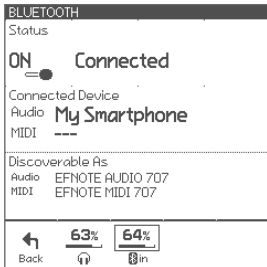 BLUETOOTH
Status
ON Connected
Connected Device
Audio My Smartphone
MIDI ---
Discoverable As
Audio EFNOTE AUDIO 707
MIDI EFNOTE MIDI 707
63% 64%
Back in